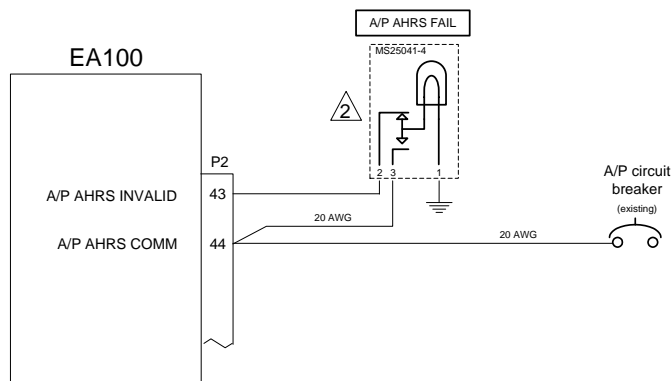 A/P AHRS FAIL
EA100
MS25041-4
2
P2
2 3 1
A/P circuit
breaker
(existing)
A/P AHRS INVALID 43
20 AWG
A/P AHRS COMM 44
20 AWG